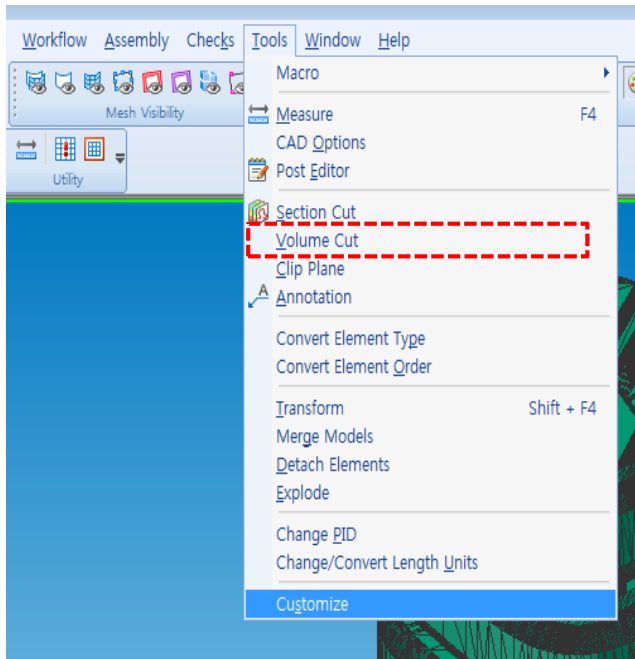 Workflow Assembly Checks Tools Window Help
Mesh Visibility
Utility
Macro
Measure F4
CAD Options
Post Editor
Section Cut
Volume Cut
Clip Plane
Annotation
Convert Element Type
Convert Element Order
Transform Shift + F4
Merge Models
Detach Elements
Explode
Change PID
Change/Convert Length Units
Customize